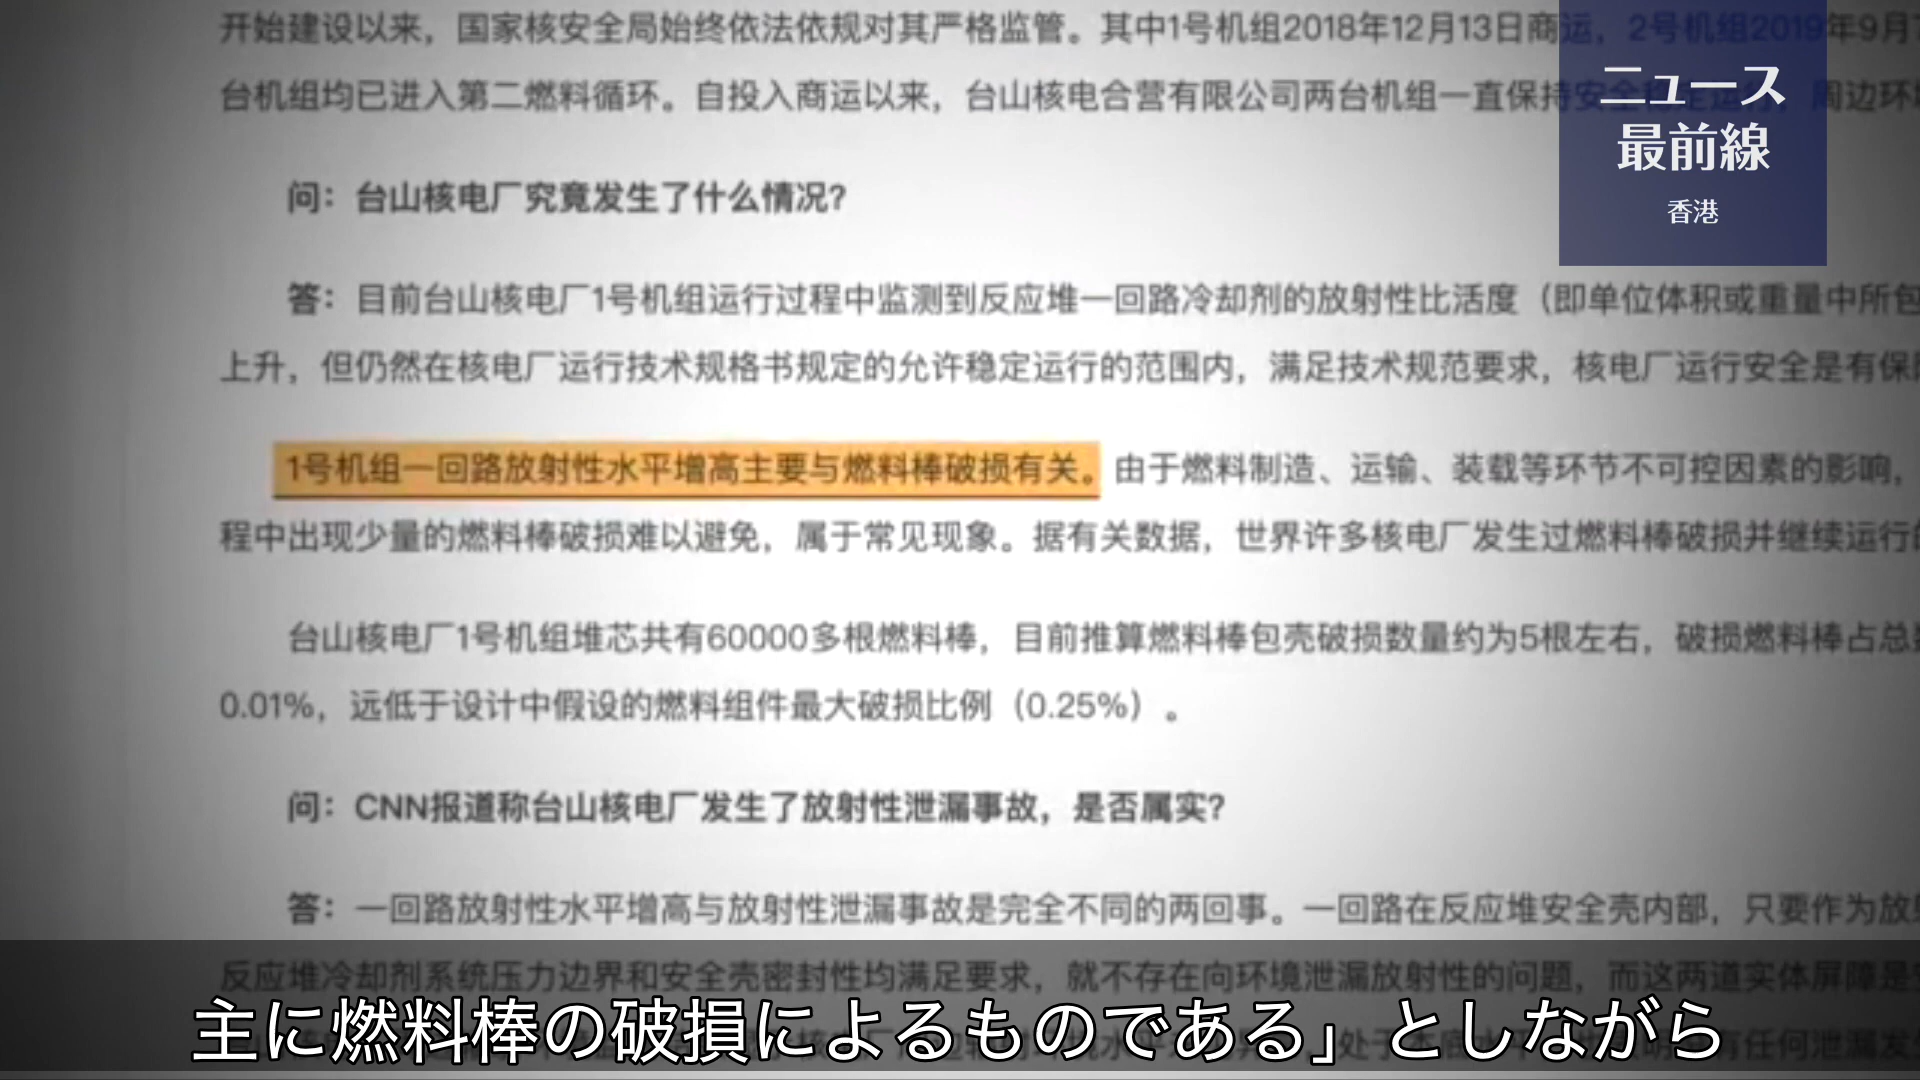 开始建设以来，国家核安全局始终依法依规对其严格监管。其中1号机组2018年12月13日商运，2号机组2019年9月7
台机组均已进入第二燃料循环。自投入商运以来，台山核电合营有限公司两台机组一直保持安全稳定运行，周边环境
ニュース
最前線
香港
问：台山核电厂究竟发生了什么情况？
答：目前台山核电厂1号机组运行过程中监测到反应堆一回路冷却剂的放射性比活度（即单位体积或重量中所包
上升，但仍然在核电厂运行技术规格书规定的允许稳定运行的范围内，满足技术规范要求，核电厂运行安全是有保障
1号机组一回路放射性水平增高主要与燃料棒破损有关。由于燃料制造、运输、装载等环节不可控因素的影响，
程中出现少量的燃料棒破损难以避免，属于常见现象。据有关数据，世界许多核电厂发生过燃料棒破损并继续运行的
台山核电厂1号机组堆芯共有60000多根燃料棒，目前推算燃料棒包壳破损数量约为5根左右，破损燃料棒占总数
0.01%，远低于设计中假设的燃料组件最大破损比例（0.25%）。
问：CNN报道称台山核电厂发生了放射性泄漏事故，是否属实？
答：一回路放射性水平增高与放射性泄漏事故是完全不同的两回事。一回路在反应堆安全壳内部，只要作为放射
反应堆冷却剂系统压力边界和安全壳密封性均满足要求，就不存在向环境泄漏放射性的问题，而这两道实体屏障是
主に燃料棒の破損によるものである」としながら